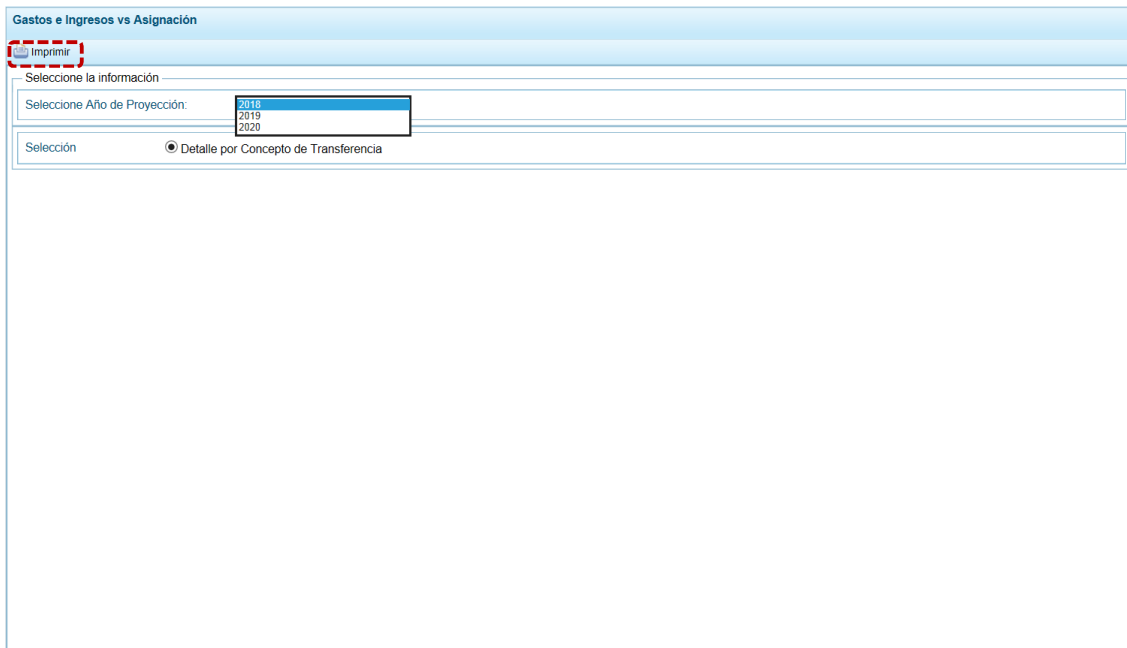 Gastos e Ingresos vs Asignación
Imprimir
Seleccione la información
Seleccione Año de Proyección:
2018
2019
2020
Selección
Detalle por Concepto de Transferencia